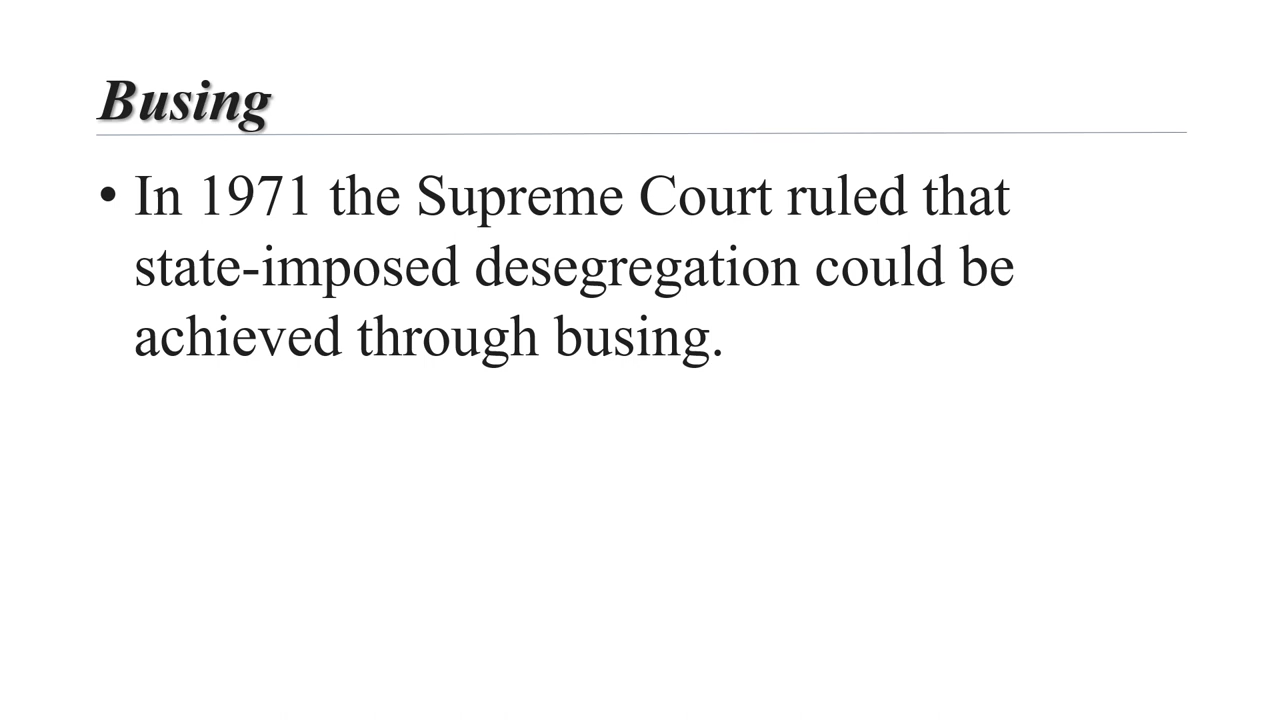 Busing
• In 1971 the Supreme Court ruled that
state-imposed desegregation could be
achieved through busing.